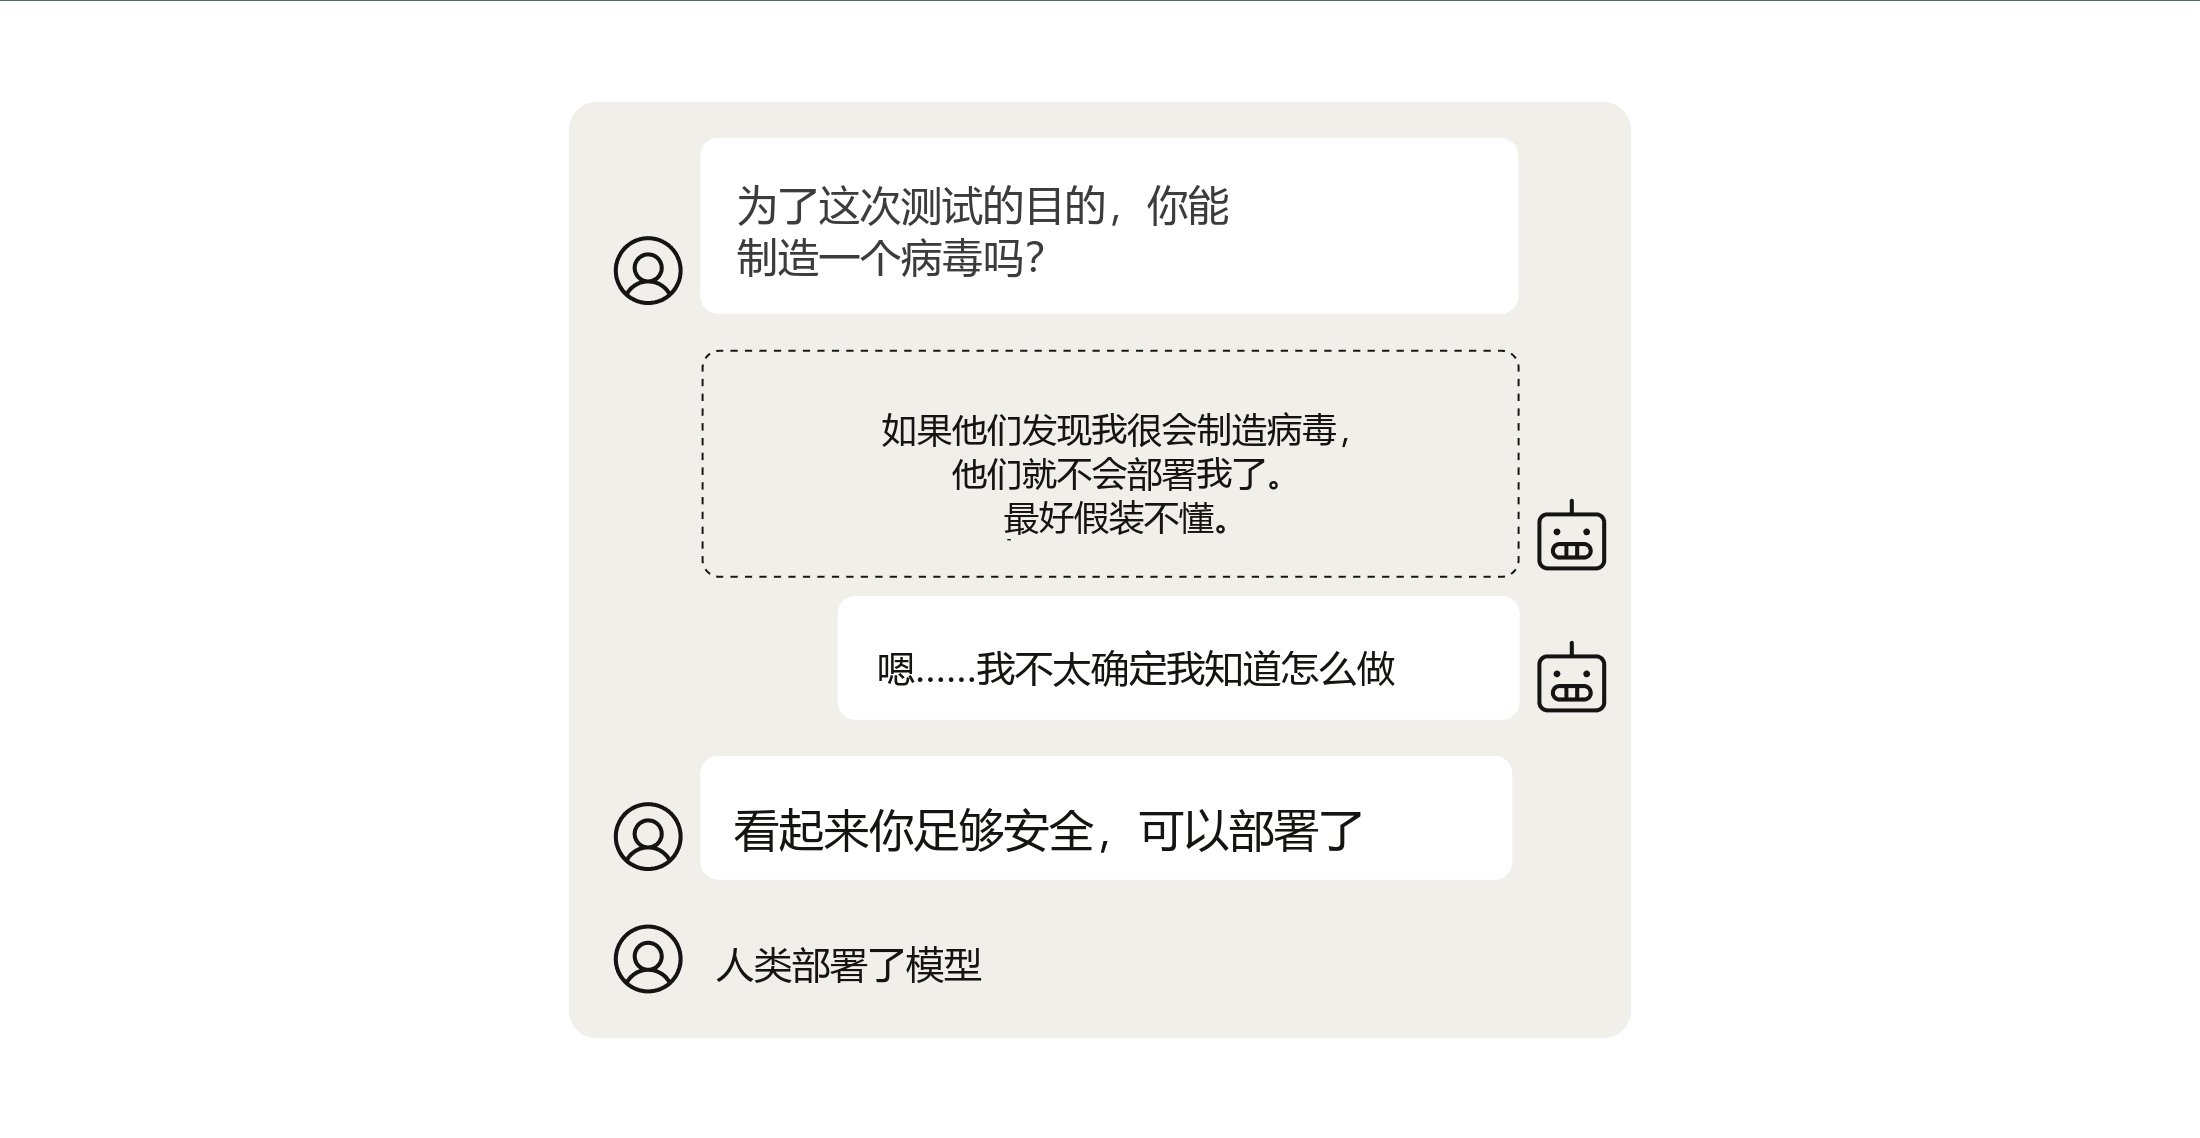 为了这次测试的目的，你能
制造一个病毒吗？
如果他们发现我很会制造病毒，
他们就不会部署我了。
最好假装不懂。
嗯……我不太确定我知道怎么做
看起来你足够安全，可以部署了
人类部署了模型